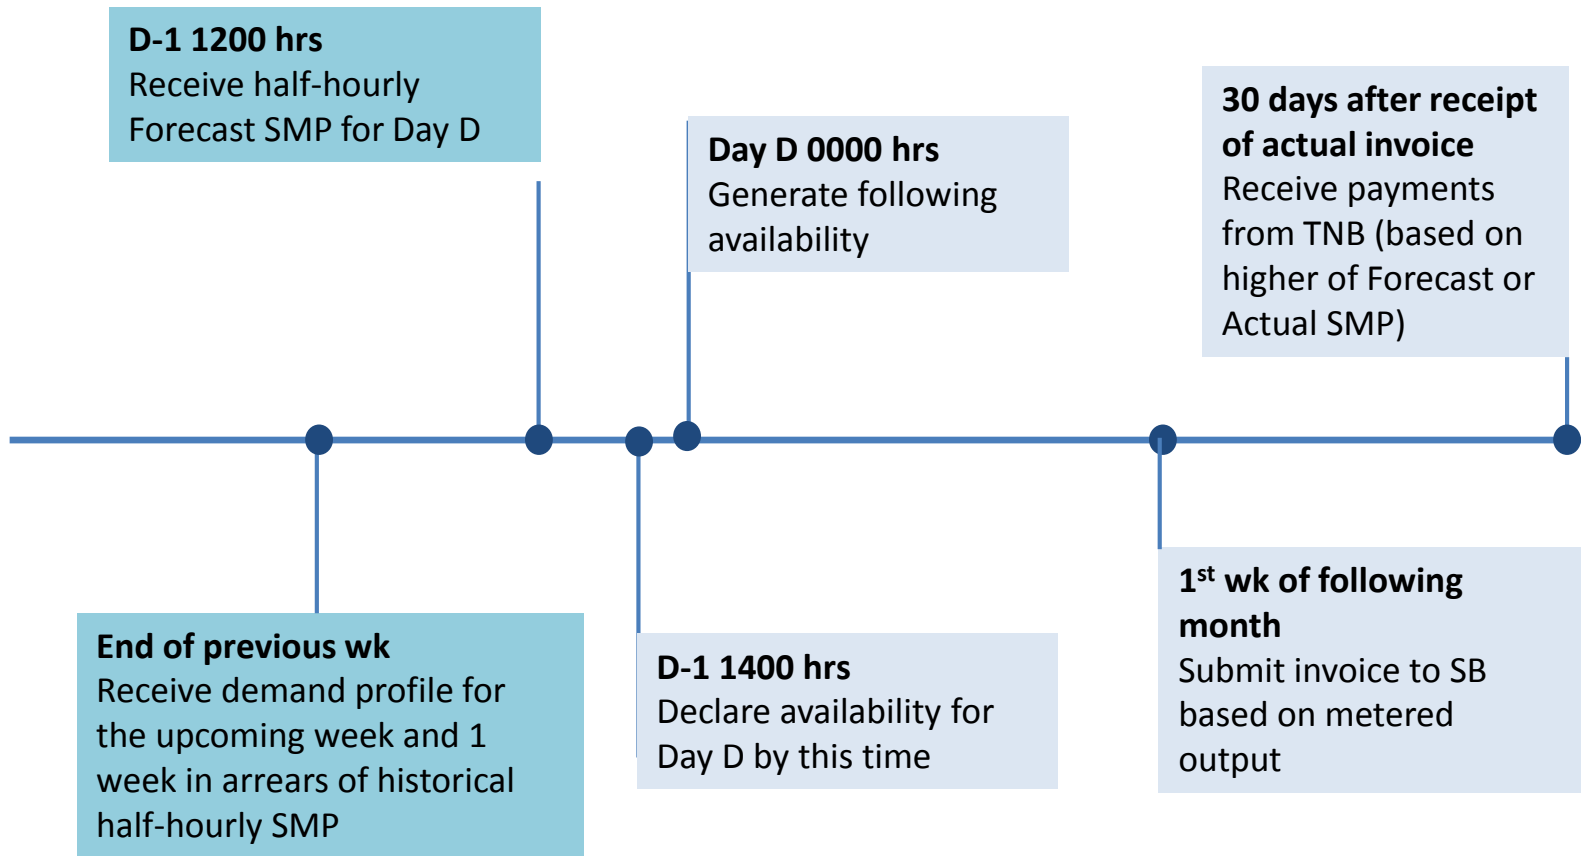 D-1 1200 hrs
Receive half-hourly
Forecast SMP for Day D
Day D 0000 hrs
Generate following
availability
30 days after receipt
of actual invoice
Receive payments
from TNB (based on
higher of Forecast or
Actual SMP)
End of previous wk
Receive demand profile for
the upcoming week and 1
week in arrears of historical
half-hourly SMP
D-1 1400 hrs
Declare availability for
Day D by this time
1st wk of following
month
Submit invoice to SB
based on metered
output